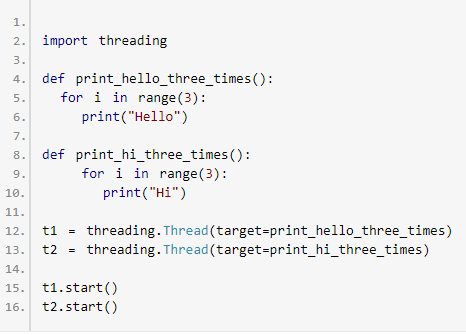 1.
2. import threading
3.
4. def print_hello_three_times():
5.   for i in range(3):
6.     print("Hello")
7.
8. def print_hi_three_times():
9.     for i in range(3):
10.       print("Hi")
11.
12. t1 = threading.Thread(target=print_hello_three_times)
13. t2 = threading.Thread(target=print_hi_three_times)
14.
15. t1.start()
16. t2.start()